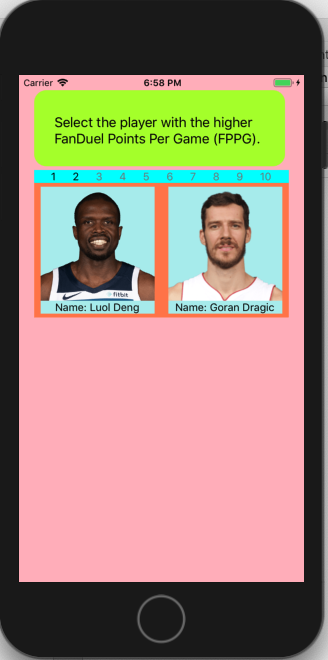 Carrier 6:58 PM
Select the player with the higher
FanDuel Points Per Game (FPPG).
1 2 3 4 5 6 7 8 9 10
fitbit
Name: Luol Deng Name: Goran Dragic